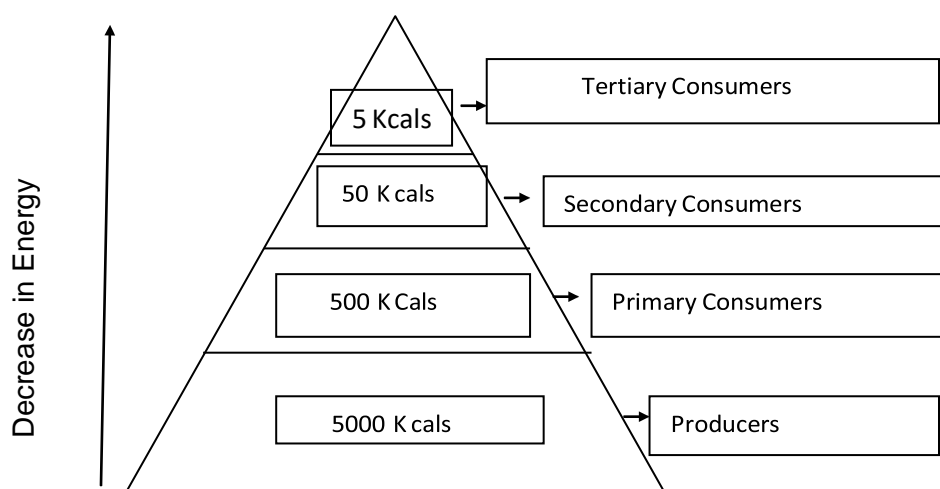 Tertiary Consumers
5 Kcals
50 K cals
Secondary Consumers
Decrease in Energy
500 K Cals
Primary Consumers
5000 K cals
Producers